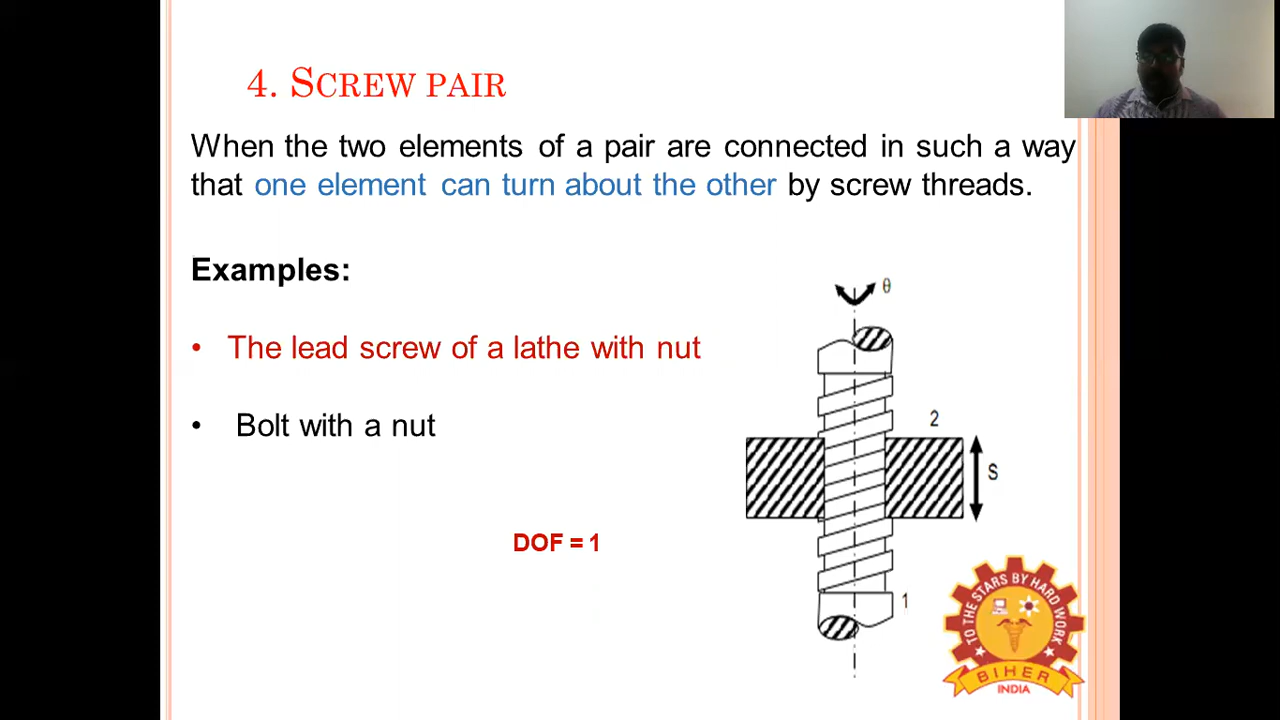 4. SCREW PAIR
When the two elements of a pair are connected in such a way
that one element can turn about the other by screw threads.
Examples:
• The lead screw of a lathe with nut
• Bolt with a nut
DOF = 1
θ
2
S
1
TO THE STARS BY HARD WORK
BIHER
INDIA